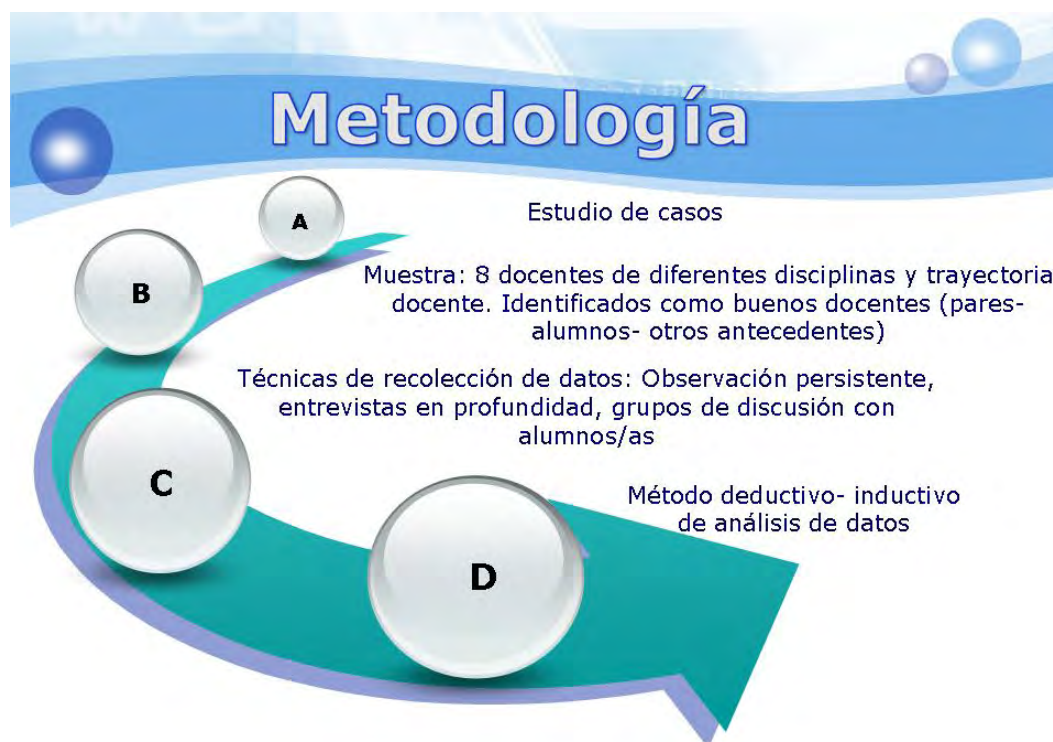 Metodología
A
Estudio de casos
B
Muestra: 8 docentes de diferentes disciplinas y trayectoria
docente. Identificados como buenos docentes (pares-
alumnos- otros antecedentes)
C
Técnicas de recolección de datos: Observación persistente,
entrevistas en profundidad, grupos de discusión con
alumnos/as
D
Método deductivo- inductivo
de análisis de datos